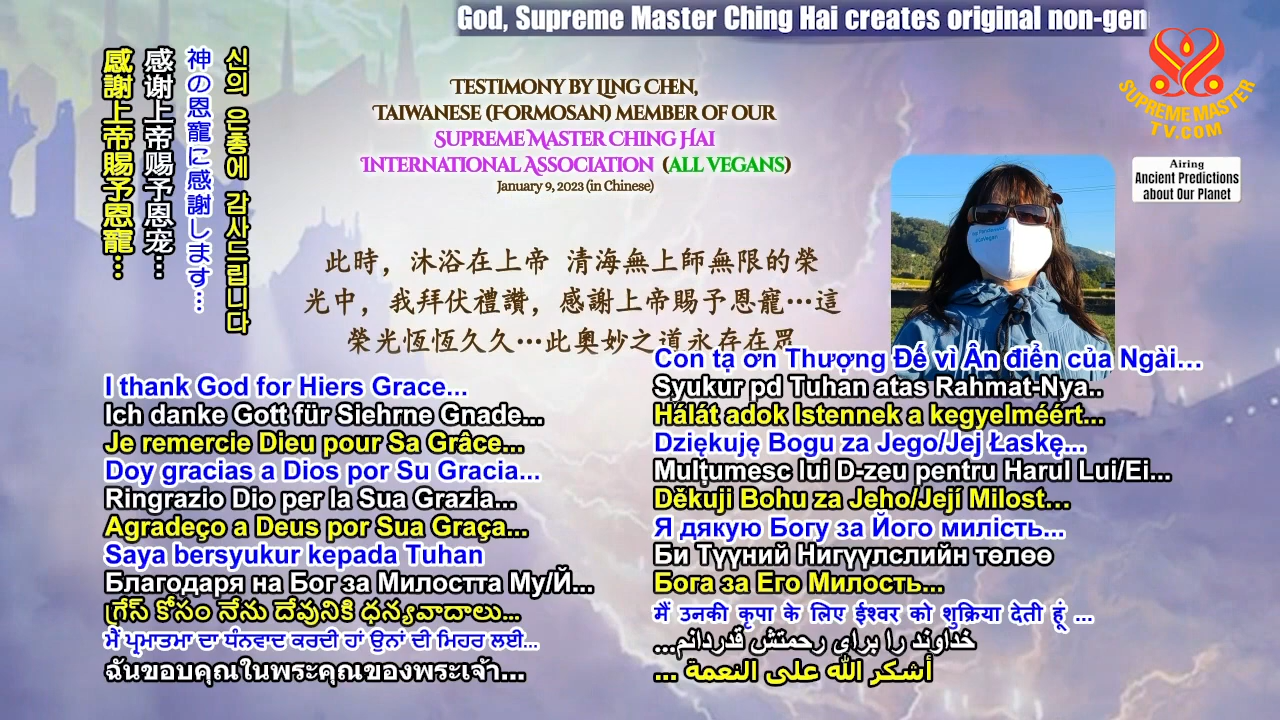 God, Supreme Master Ching Hai creates original non-gen
SUPREME MASTER
TV.COM
Airing
Ancient Predictions
about Our Planet
TESTIMONY BY LING CHEN,
TAIWANESE (FORMOSAN) MEMBER OF OUR
SUPREME MASTER CHING HAI
INTERNATIONAL ASSOCIATION (ALL VEGANS)
January 9, 2023 (in Chinese)
感謝上帝賜予恩寵…
感谢上帝赐予恩宠…
神の恩寵に感謝します…
신의 은총에 감사드립니다
此時，沐浴在上帝 清海無上師無限的榮
光中，我拜伏禮讚，感謝上帝賜予恩寵…這
榮光恆恆久久…此奧妙之道永存在眾
I thank God for Hiers Grace...
Ich danke Gott für Siehrne Gnade...
Je remercie Dieu pour Sa Grâce...
Doy gracias a Dios por Su Gracia...
Ringrazio Dio per la Sua Grazia...
Agradeço a Deus por Sua Graça...
Saya bersyukur kepada Tuhan
Благодаря на Бог за Милостта Му/Й...
గ్రేస్ కోసం నేను దేవునికి ధన్యవాదాలు...
ਮੈਂ ਪ੍ਰਮਾਤਮਾ ਦਾ ਧੰਨਵਾਦ ਕਰਦੀ ਹਾਂ ਉਨਾਂ ਦੀ ਮਿਹਰ ਲਈ...
ฉันขอบคุณในพระคุณของพระเจ้า...
Con tạ ơn Thượng Đế vì Ân điển của Ngài...
Syukur pd Tuhan atas Rahmat-Nya..
Hálát adok Istennek a kegyelméért...
Dziękuję Bogu za Jego/Jej Łaskę...
Mulțumesc lui D-zeu pentru Harul Lui/Ei...
Děkuji Bohu za Jeho/Její Milost...
Я дякую Богу за Його милість...
Би Түүний Нигүүлслийн төлөө
Бога за Его Милость...
मैं उनकी कृपा के लिए ईश्वर को शुक्रिया देती हूं ...
خداوند را برای رحمتش قدردانم...
أشكر الله على النعمة ...